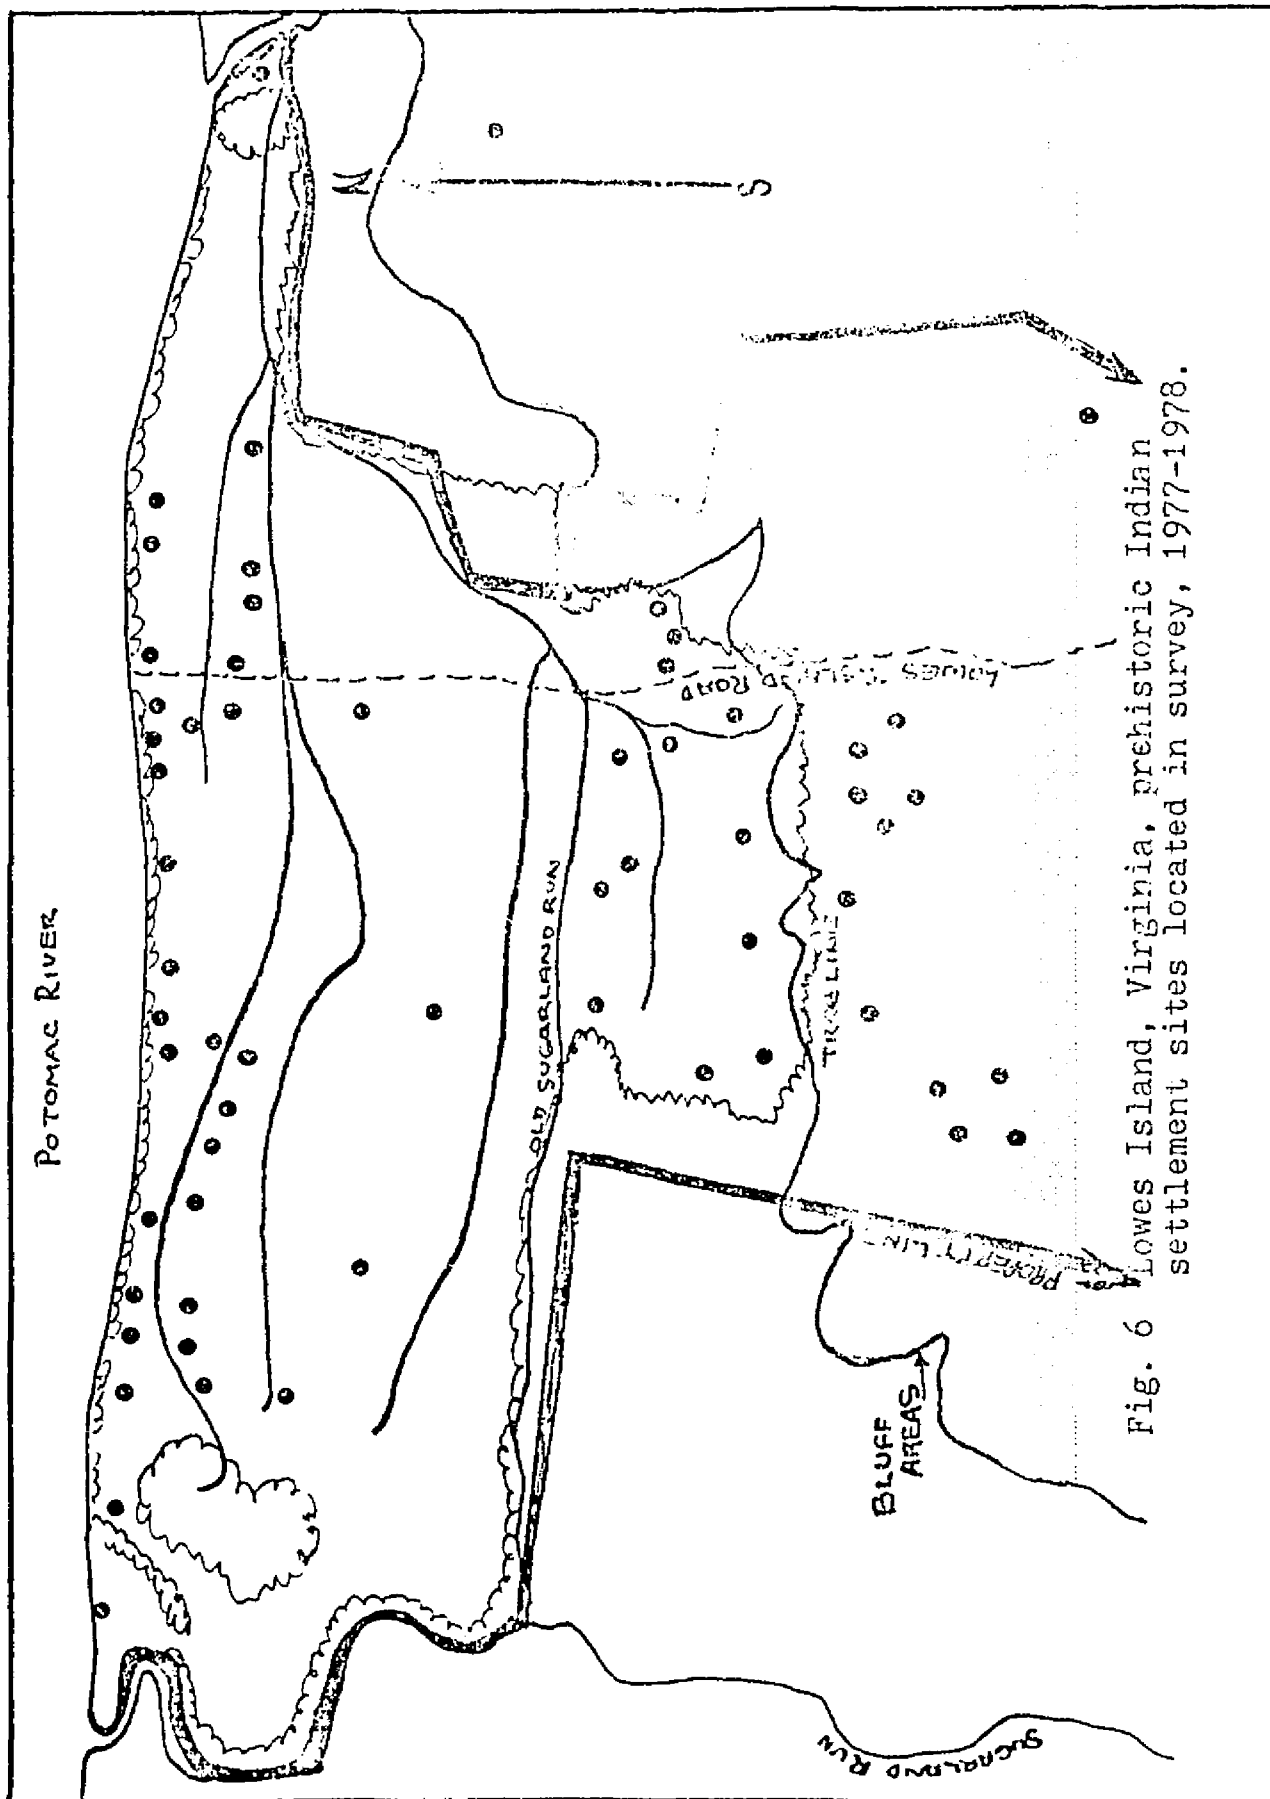 POTOMAC RIVER
N
S
OLD SUGARLAND RUN
LOWES ISLAND ROAD
TREE LINE
PROPERTY LINE
BLUFF
AREAS
SUGARLAND RUN
Fig. 6 Lowes Island, Virginia, prehistoric Indian
settlement sites located in survey, 1977-1978.